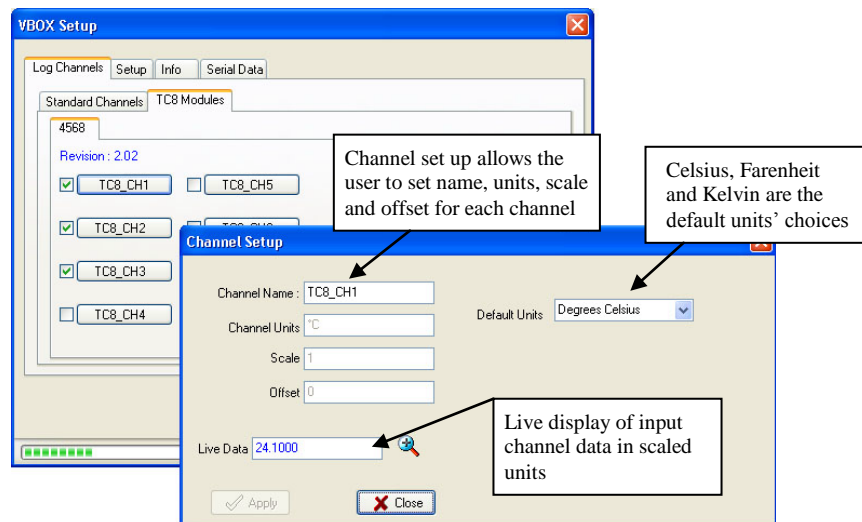 VBOX Setup
Log Channels Setup Info Serial Data
Standard Channels TC8 Modules
4568
Revision : 2.02
TC8_CH1 TC8_CH5
TC8_CH2
TC8_CH3
TC8_CH4
Channel set up allows the
user to set name, units, scale
and offset for each channel
Celsius, Farenheit
and Kelvin are the
default units’ choices
Channel Setup
Channel Name : TC8_CH1
Default Units Degrees Celsius
Channel Units °C
Scale 1
Offset 0
Live Data 24.1000
Live display of input
channel data in scaled
units
Apply Close